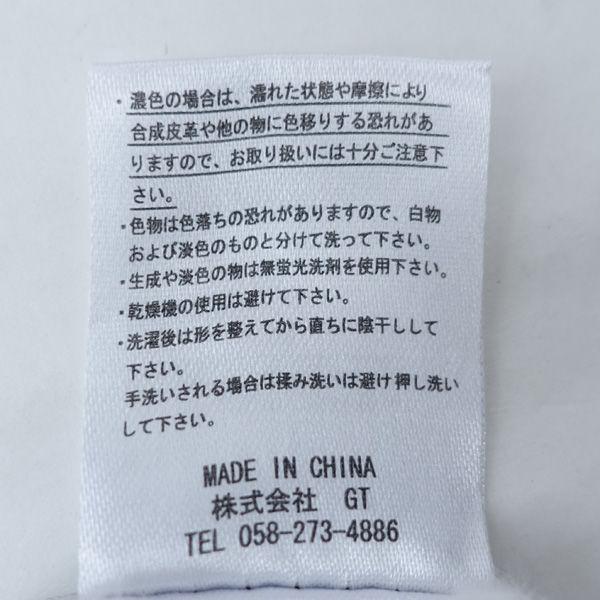 ・濃色の場合は、濡れた状態や摩擦により
合成皮革や他の物に色移りする恐れがあ
りますので、お取り扱いには十分ご注意下
さい。
・色物は色落ちの恐れがありますので、白物
および淡色のものと分けて洗って下さい。
・生成や淡色の物は無蛍光洗剤を使用下さい。
・乾燥機の使用は避けて下さい。
・洗濯後は形を整えてから直ちに陰干しして
下さい。
手洗いされる場合は揉み洗いは避け押し洗い
して下さい。
MADE IN CHINA
株式会社 GT
TEL 058-273-4886